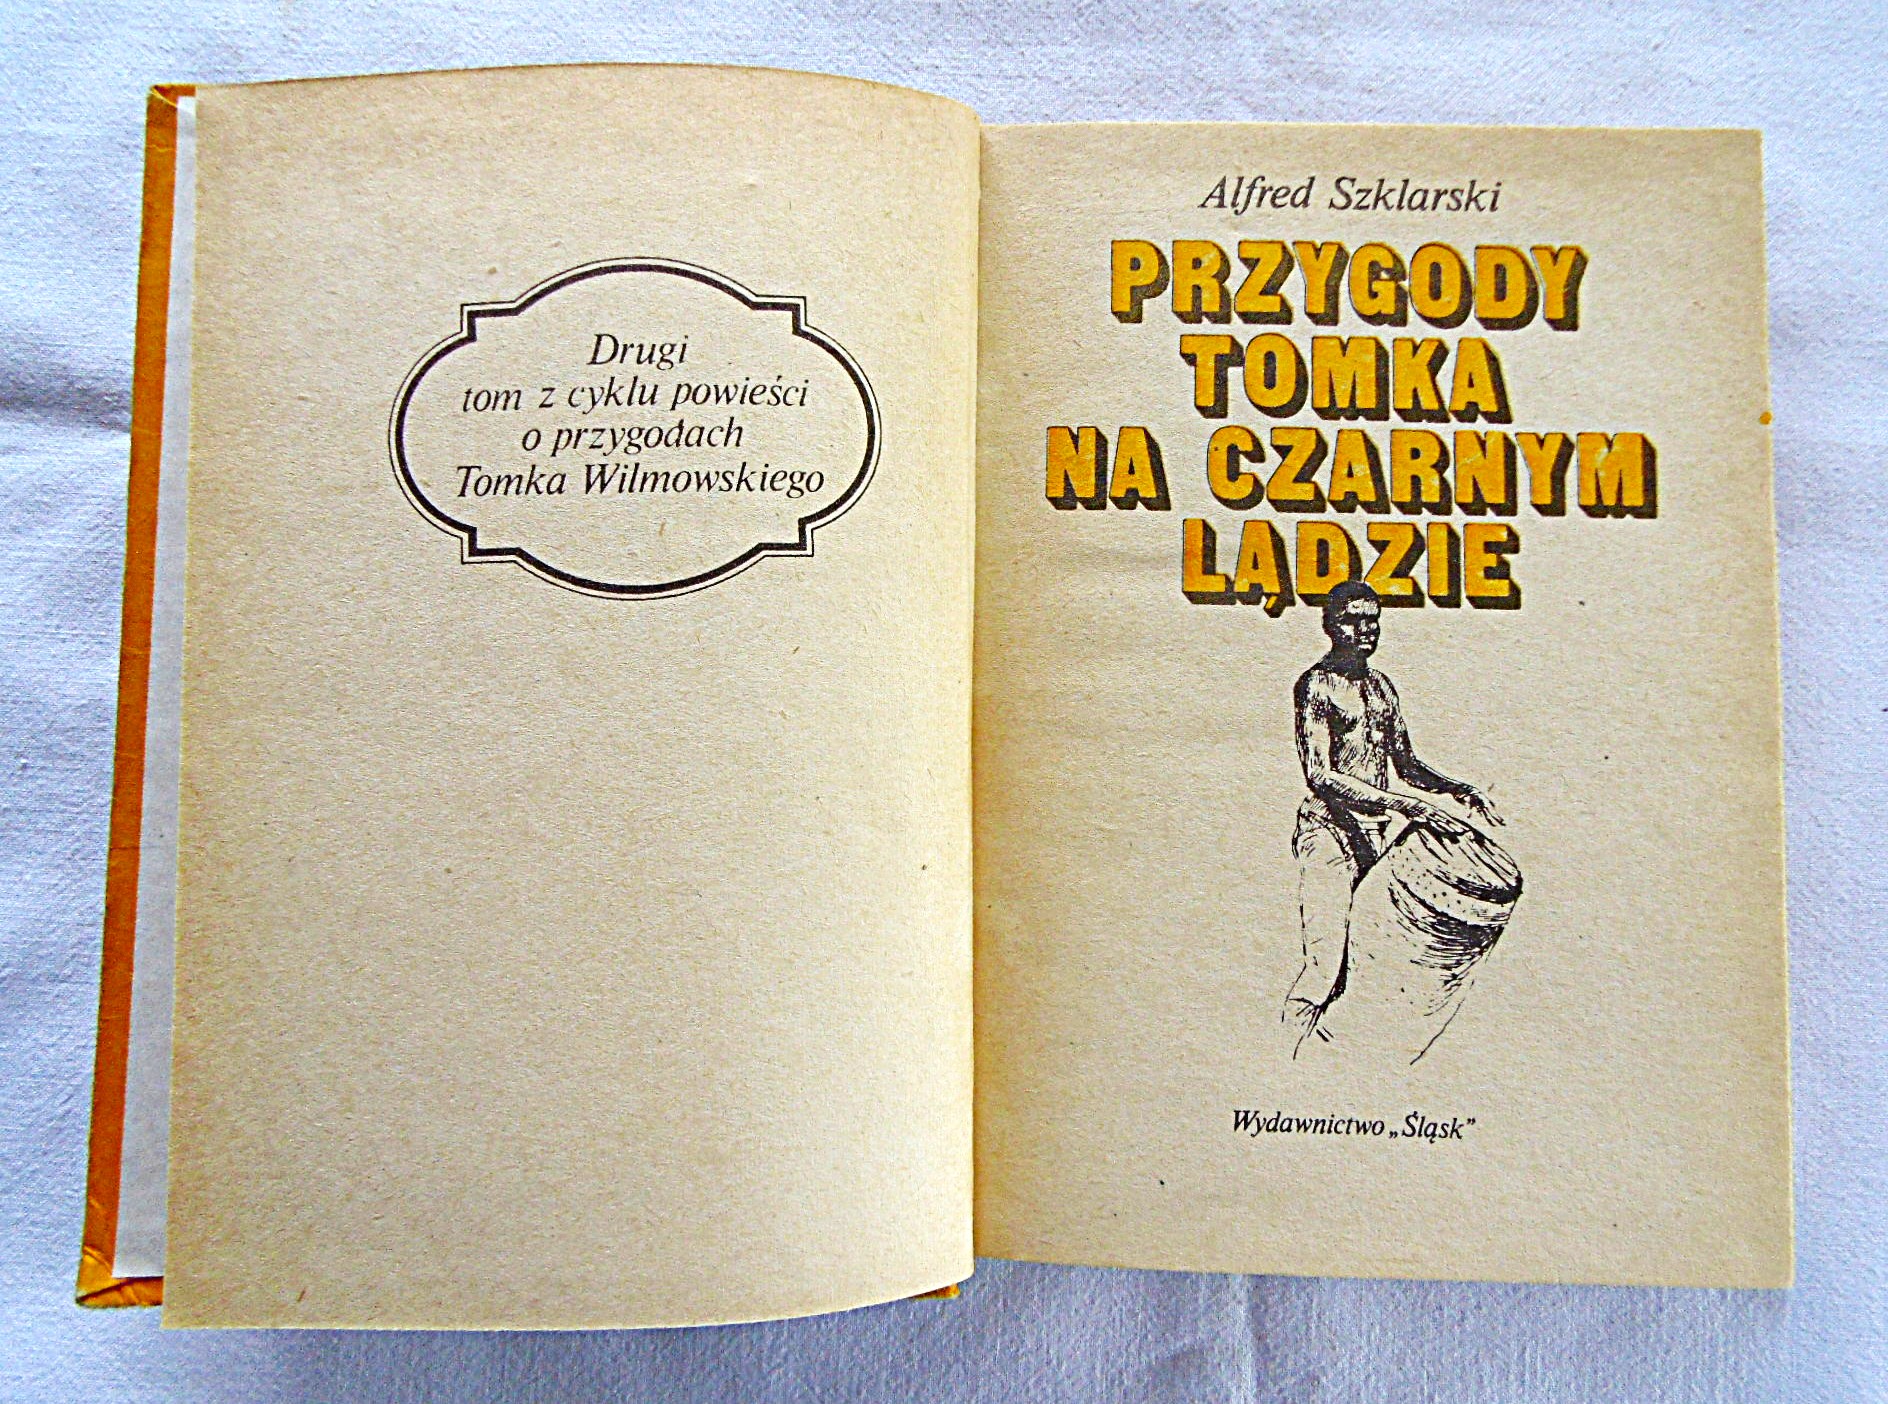 Drugi
tom z cyklu powieści
o przygodach
Tomka Wilmowskiego
Alfred Szklarski
PRZYGODY
TOMKA
NA CZARNYM
LĄDZIE
Wydawnictwo „Śląsk”